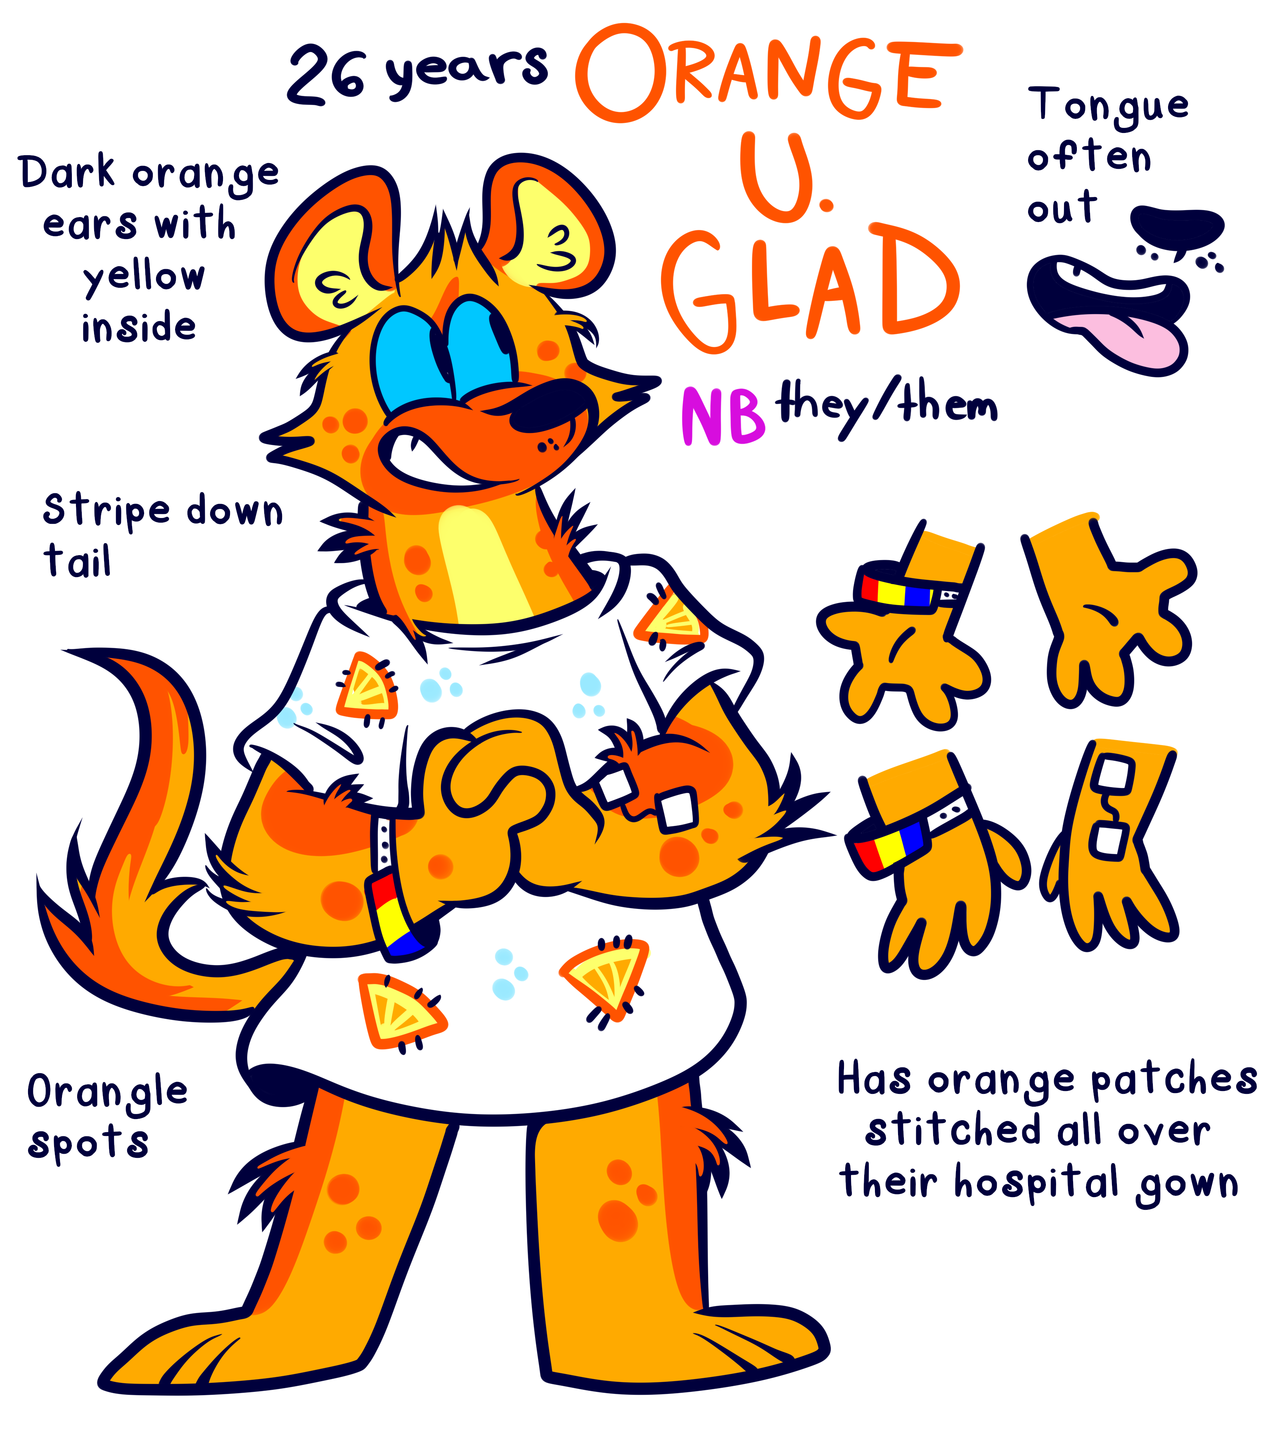 26 years
ORANGE
U.
GLAD
NB they/them
Tongue
often
out
Dark orange
ears with
yellow
inside
Stripe down
tail
Orangle
spots
Has orange patches
stitched all over
their hospital gown